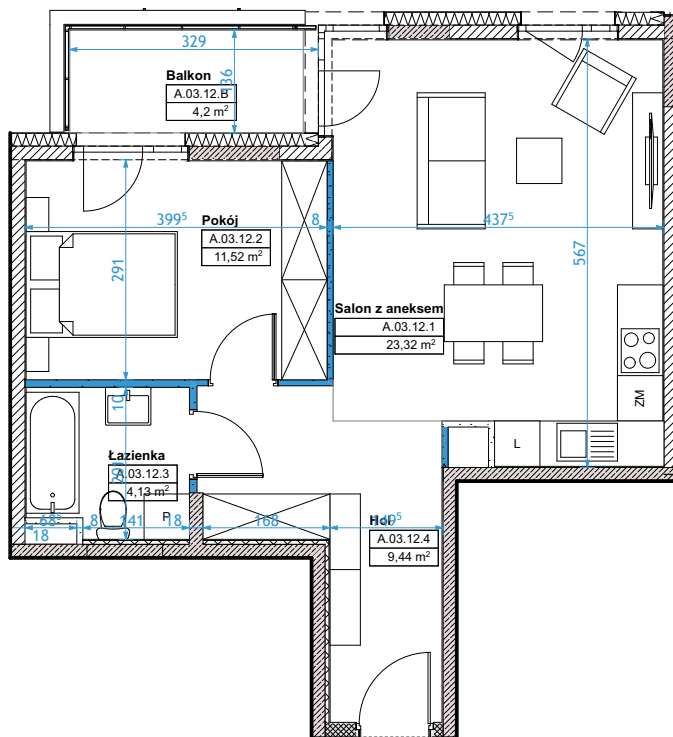 329
136
Balkon
A.03.12.B
4,2 m²
399⁵
Pokój
8
437⁵
A.03.12.2
11,52 m²
291
567
Salon z aneksem
A.03.12.1
23,32 m²
ZM
10
L
Łazienka
A.03.12.3
4,13 m²
68⁵
8
141
18
P
168
Hol
18
A.03.12.4
9,44 m²